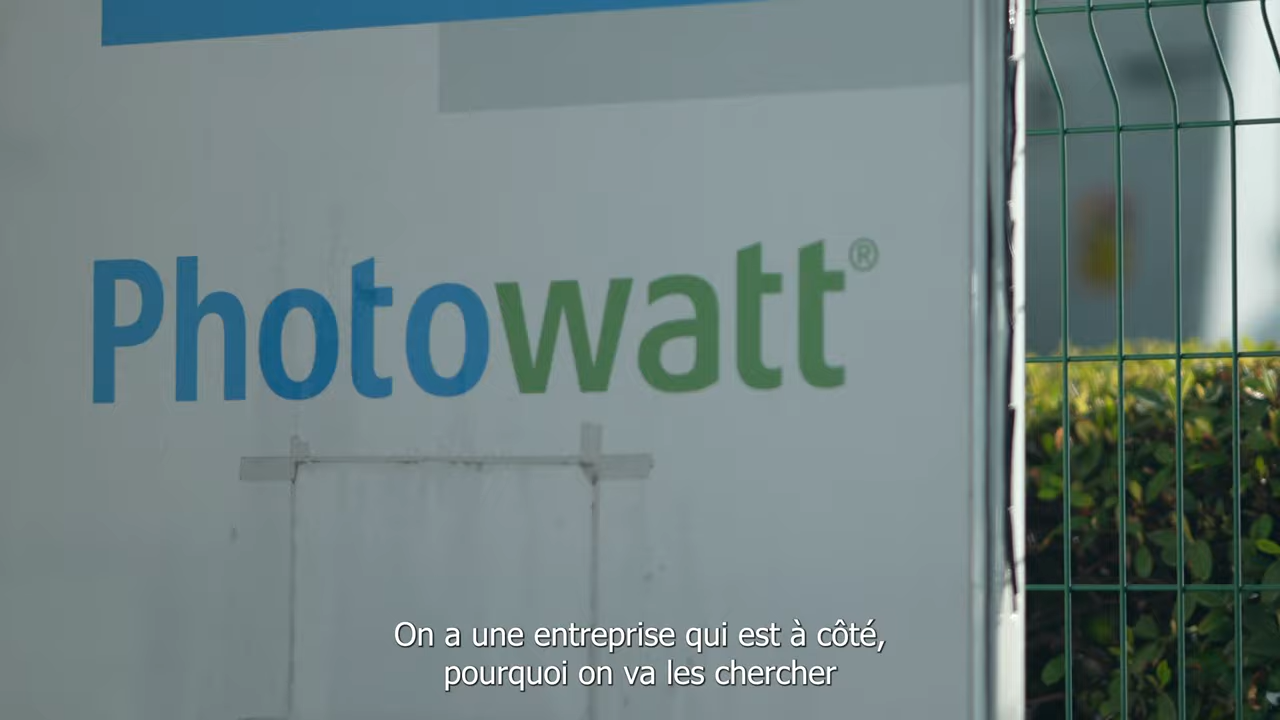 Photowatt®
On a une entreprise qui est à côté,
pourquoi on va les chercher